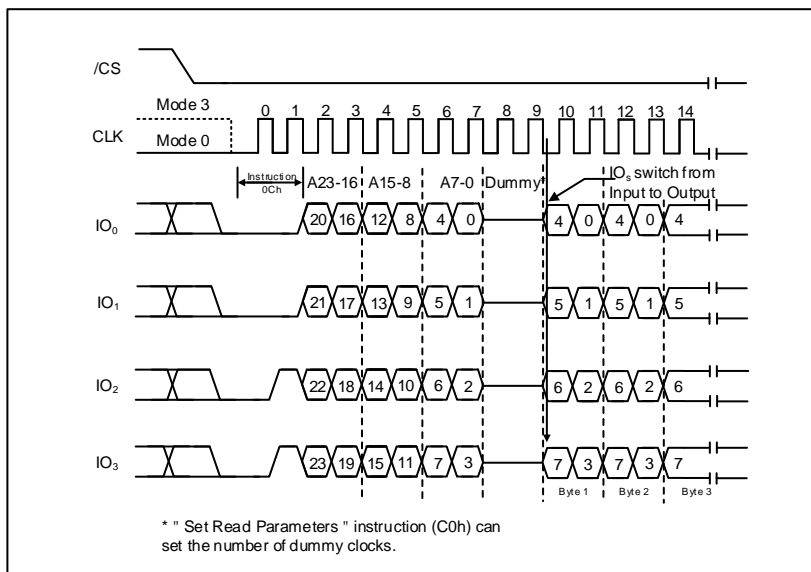 /CS
Mode 3
0 1 2 3 4 5 6 7 8 9 10 11 12 13 14
CLK
Mode 0
Instruction
0Ch
A23-16 A15-8 A7-0 Dummy*
IOs switch from
Input to Output
IO0 20 16 12 8 4 0 4 0 4 0 4
IO1 21 17 13 9 5 1 5 1 5 1 5
IO2 22 18 14 10 6 2 6 2 6 2 6
IO3 23 19 15 11 7 3 7 3 7 3 7
Byte 1 Byte 2 Byte 3
* " Set Read Parameters " instruction (C0h) can
set the number of dummy clocks.